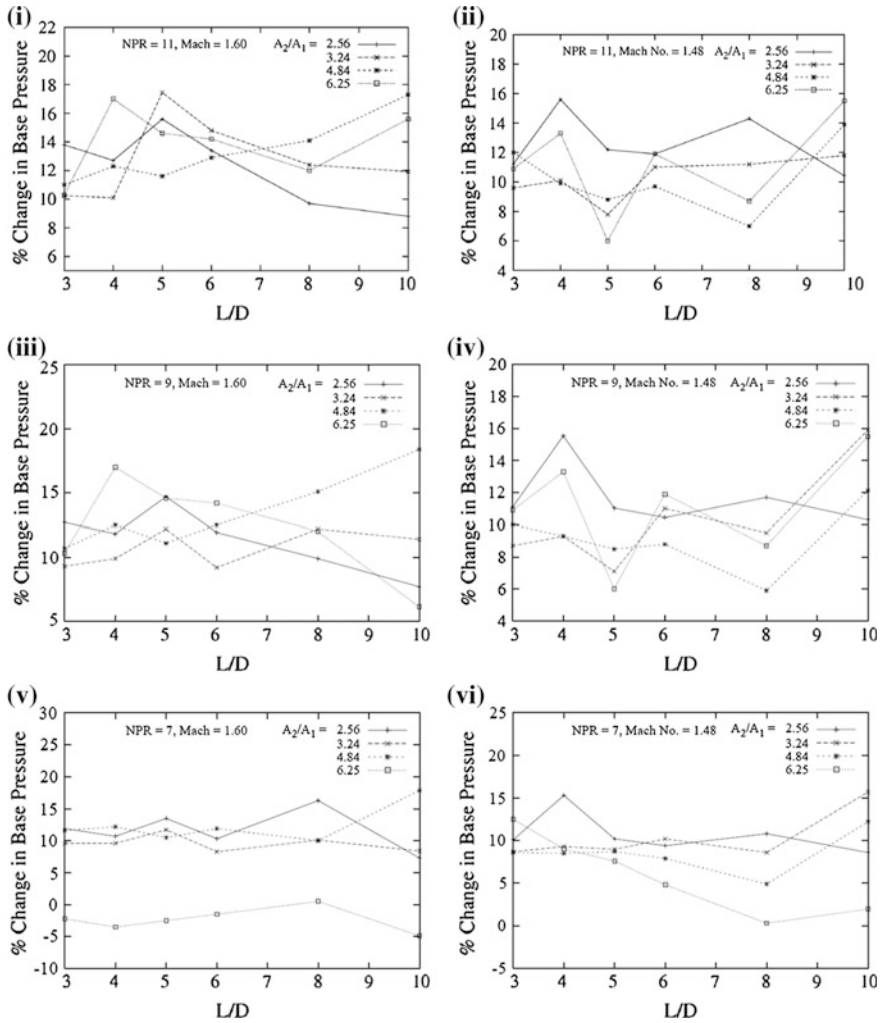 (i)
% Change in Base Pressure
22
20
18
16
14
12
10
8
6
NPR = 11, Mach = 1.60 A2/A1 = 2.56
3.24
4.84
6.25
3 4 5 6 7 8 9 10
L/D
(ii)
% Change in Base Pressure
20
18
16
14
12
10
8
6
4
NPR = 11, Mach No. = 1.48 A2/A1 = 2.56
3.24
4.84
6.25
3 4 5 6 7 8 9 10
L/D
(iii)
% Change in Base Pressure
25
20
15
10
5
NPR = 9, Mach = 1.60 A2/A1 = 2.56
3.24
4.84
6.25
3 4 5 6 7 8 9 10
L/D
(iv)
% Change in Base Pressure
20
18
16
14
12
10
8
6
4
NPR = 9, Mach No. = 1.48 A2/A1 = 2.56
3.24
4.84
6.25
3 4 5 6 7 8 9 10
L/D
(v)
% Change in Base Pressure
30
25
20
15
10
5
0
-5
-10
NPR = 7, Mach = 1.60 A2/A1 = 2.56
3.24
4.84
6.25
3 4 5 6 7 8 9 10
L/D
(vi)
% Change in Base Pressure
25
20
15
10
5
0
-5
NPR = 7, Mach No. = 1.48 A2/A1 = 2.56
3.24
4.84
6.25
3 4 5 6 7 8 9 10
L/D